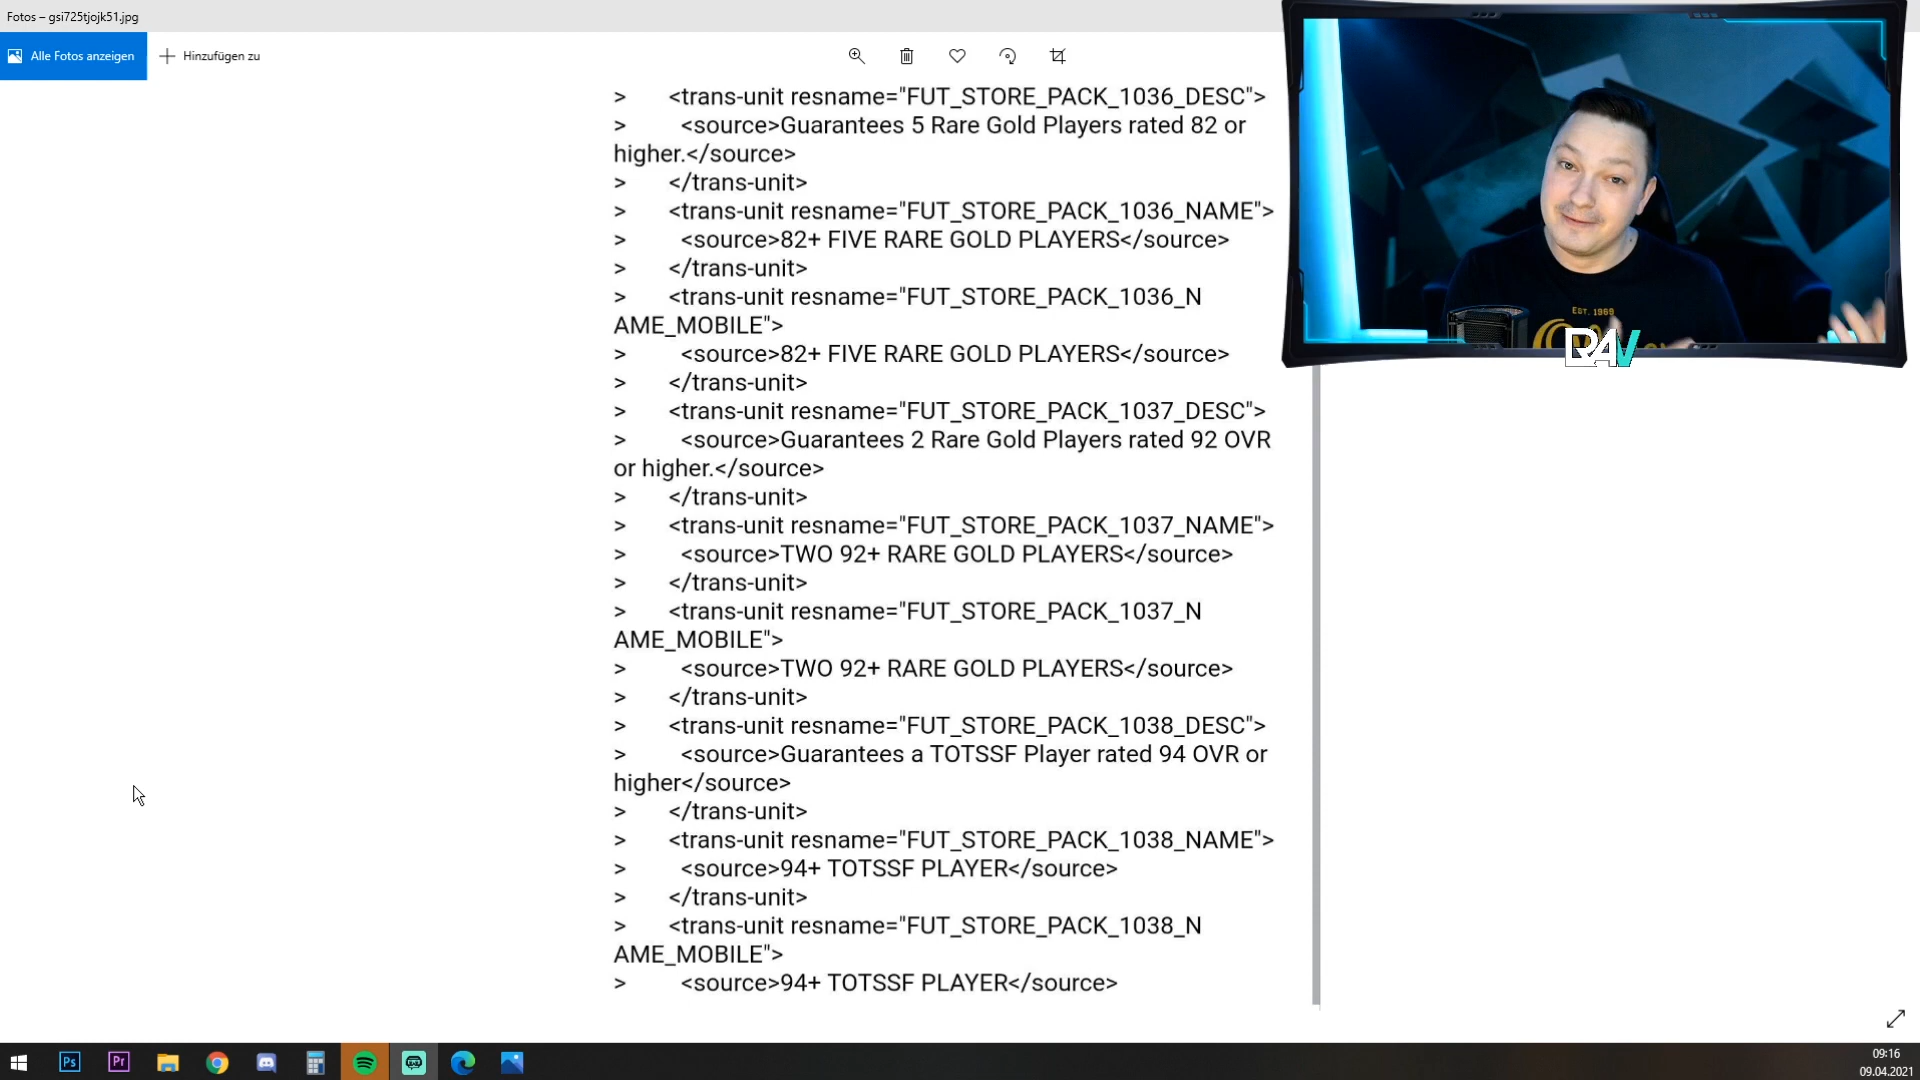 Fotos – gsi725tjojk51.jpg
Alle Fotos anzeigen
Hinzufügen zu
> <trans-unit resname="FUT_STORE_PACK_1036_DESC">
> <source>Guarantees 5 Rare Gold Players rated 82 or
higher.</source>
> </trans-unit>
> <trans-unit resname="FUT_STORE_PACK_1036_NAME">
> <source>82+ FIVE RARE GOLD PLAYERS</source>
> </trans-unit>
> <trans-unit resname="FUT_STORE_PACK_1036_N
AME_MOBILE">
> <source>82+ FIVE RARE GOLD PLAYERS</source>
> </trans-unit>
> <trans-unit resname="FUT_STORE_PACK_1037_DESC">
> <source>Guarantees 2 Rare Gold Players rated 92 OVR
or higher.</source>
> </trans-unit>
> <trans-unit resname="FUT_STORE_PACK_1037_NAME">
> <source>TWO 92+ RARE GOLD PLAYERS</source>
> </trans-unit>
> <trans-unit resname="FUT_STORE_PACK_1037_N
AME_MOBILE">
> <source>TWO 92+ RARE GOLD PLAYERS</source>
> </trans-unit>
> <trans-unit resname="FUT_STORE_PACK_1038_DESC">
> <source>Guarantees a TOTSSF Player rated 94 OVR or
higher</source>
> </trans-unit>
> <trans-unit resname="FUT_STORE_PACK_1038_NAME">
> <source>94+ TOTSSF PLAYER</source>
> </trans-unit>
> <trans-unit resname="FUT_STORE_PACK_1038_N
AME_MOBILE">
> <source>94+ TOTSSF PLAYER</source>
EST. 1969
DRAV
Ps
Pr
09:16
09.04.2021